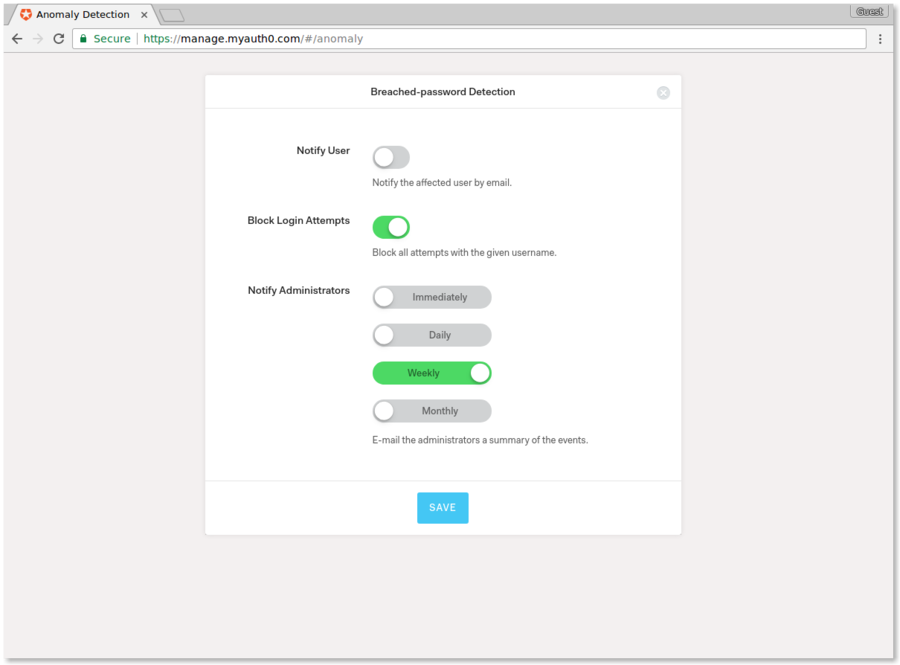 Anomaly Detection
Guest
Secure https://manage.myauth0.com/#/anomaly
Breached-password Detection
Notify User
Notify the affected user by email.
Block Login Attempts
Block all attempts with the given username.
Notify Administrators
Immediately
Daily
Weekly
Monthly
E-mail the administrators a summary of the events.
SAVE